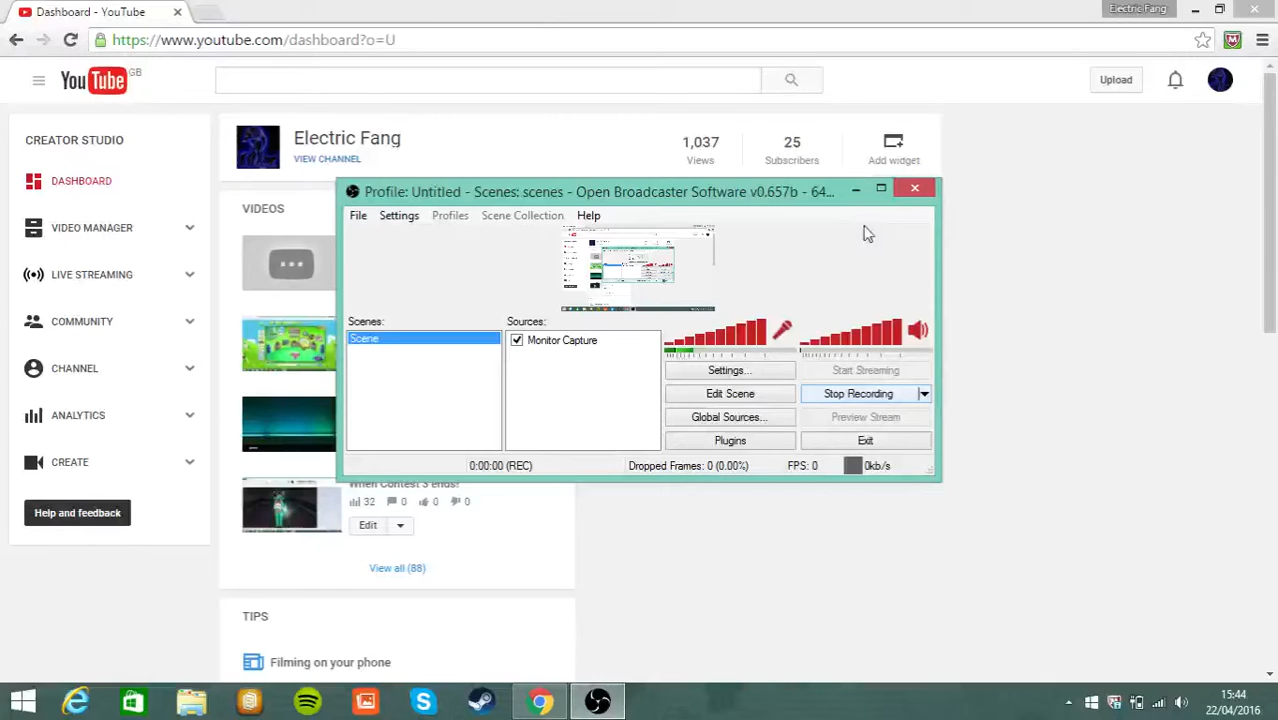 Dashboard - YouTube
Electric Fang
https://www.youtube.com/dashboard?o=U
YouTube GB
Upload
CREATOR STUDIO
DASHBOARD
VIDEO MANAGER
LIVE STREAMING
COMMUNITY
CHANNEL
ANALYTICS
CREATE
Help and feedback
Electric Fang
VIEW CHANNEL
1,037
Views
25
Subscribers
Add widget
VIDEOS
Profile: Untitled - Scenes: scenes - Open Broadcaster Software v0.657b - 64...
File Settings Profiles Scene Collection Help
Scenes:
Sources:
Scene
Monitor Capture
Settings...
Start Streaming
Edit Scene
Stop Recording
Global Sources...
Preview Stream
Plugins
Exit
0:00:00 (REC)
Dropped Frames: 0 (0.00%)
FPS: 0
0kb/s
When Contest 3 ends!
32 0 0 0
Edit
View all (88)
TIPS
Filming on your phone
15:44
22/04/2016